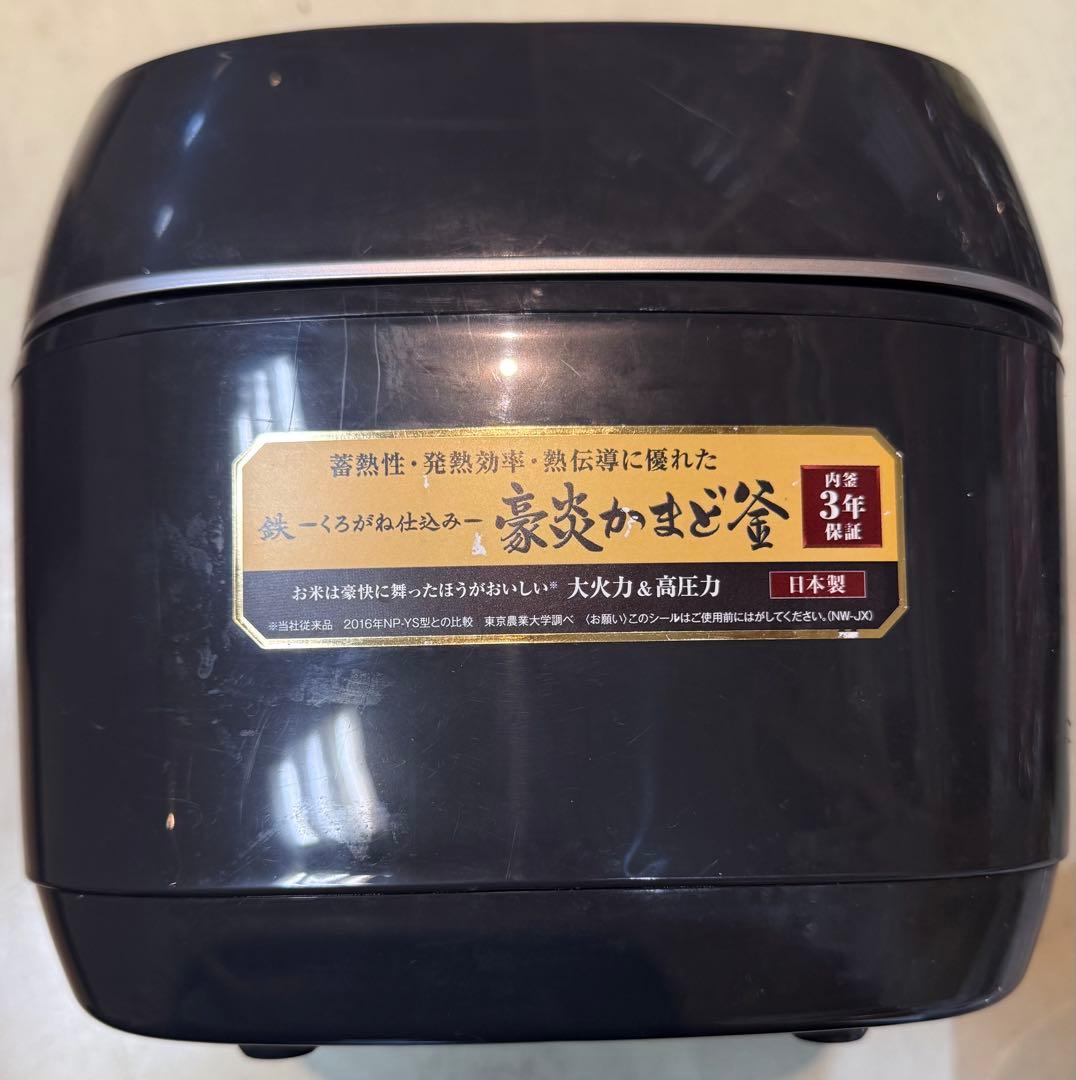 蓄熱性・発熱効率・熱伝導に優れた
鉄 ーくろがね仕込みー 豪炎かまど釜
内釜
3年
保証
お米は豪快に舞ったほうがおいしい※ 大火力＆高圧力 日本製
※当社従来品 2016年NP-YS型との比較 東京農業大学調べ 〈お願い〉このシールはご使用前にはがしてください。(NW-JX)